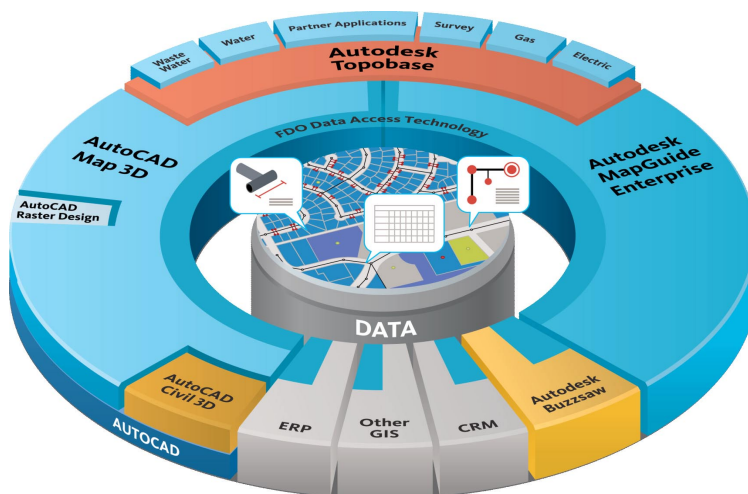 Waste
Water
Water
Partner Applications
Survey
Gas
Electric
Autodesk
Topobase
FDO Data Access Technology
AutoCAD
Map 3D
Autodesk
MapGuide
Enterprise
AutoCAD
Raster Design
DATA
AutoCAD
Civil 3D
ERP
Other
GIS
CRM
Autodesk
Buzzsaw
AUTOCAD